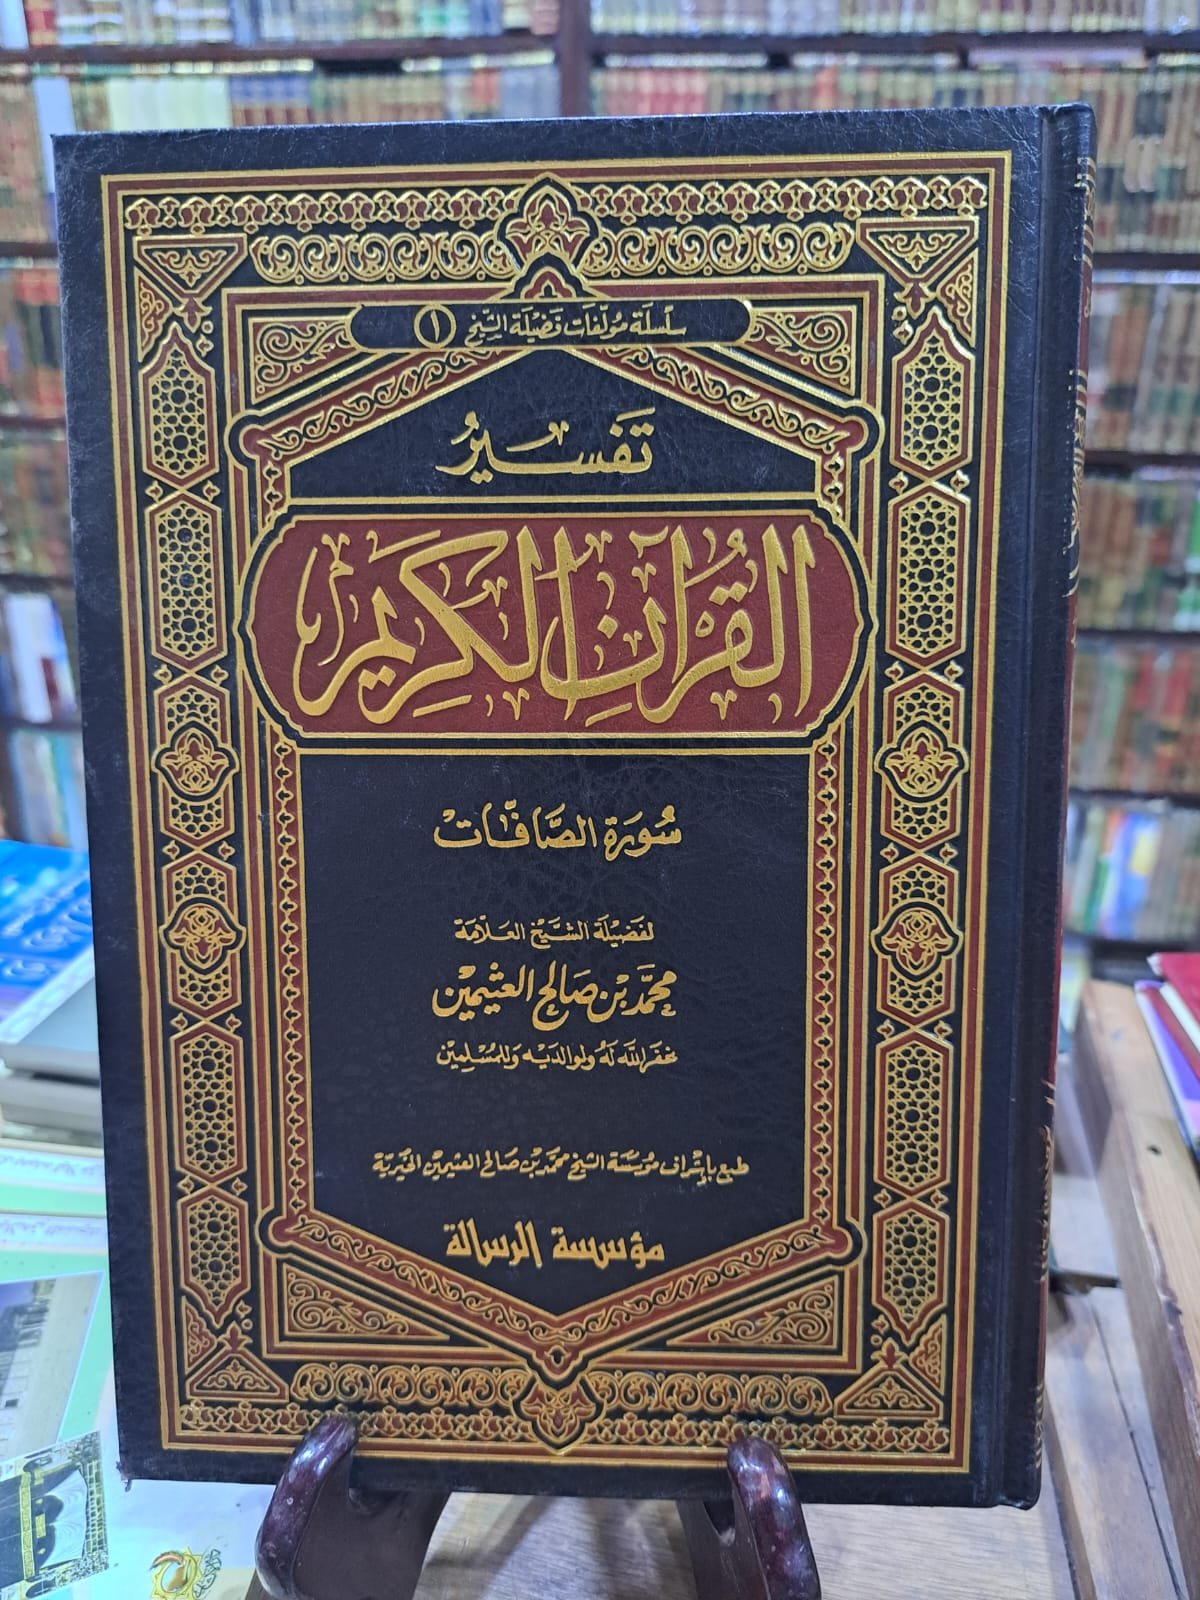 سلسلة مؤلفات فضيلة الشيخ ١
تفسير
القرآن الكريم
سورة الصافات
لفضيلة الشيخ العلامة
محمد بن صالح العثيمين
غفر الله له ولوالديه وللمسلمين
طبع بإشراف مؤسسة الشيخ محمد بن صالح العثيمين الخيرية
مؤسسة الرسالة